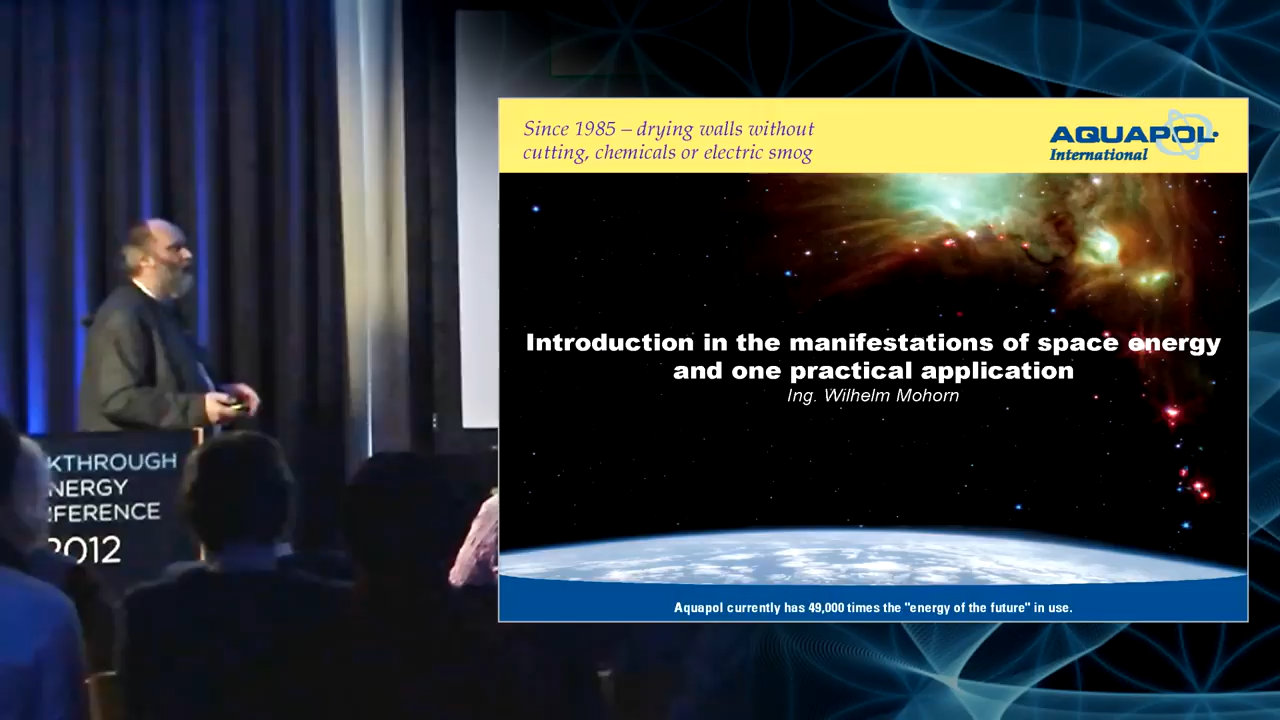 Since 1985 – drying walls without
cutting, chemicals or electric smog
AQUAPOL
International
Introduction in the manifestations of space energy
and one practical application
Ing. Wilhelm Mohorn
Aquapol currently has 49,000 times the "energy of the future" in use.
KTHROUGH
NERGY
FERENCE
2012